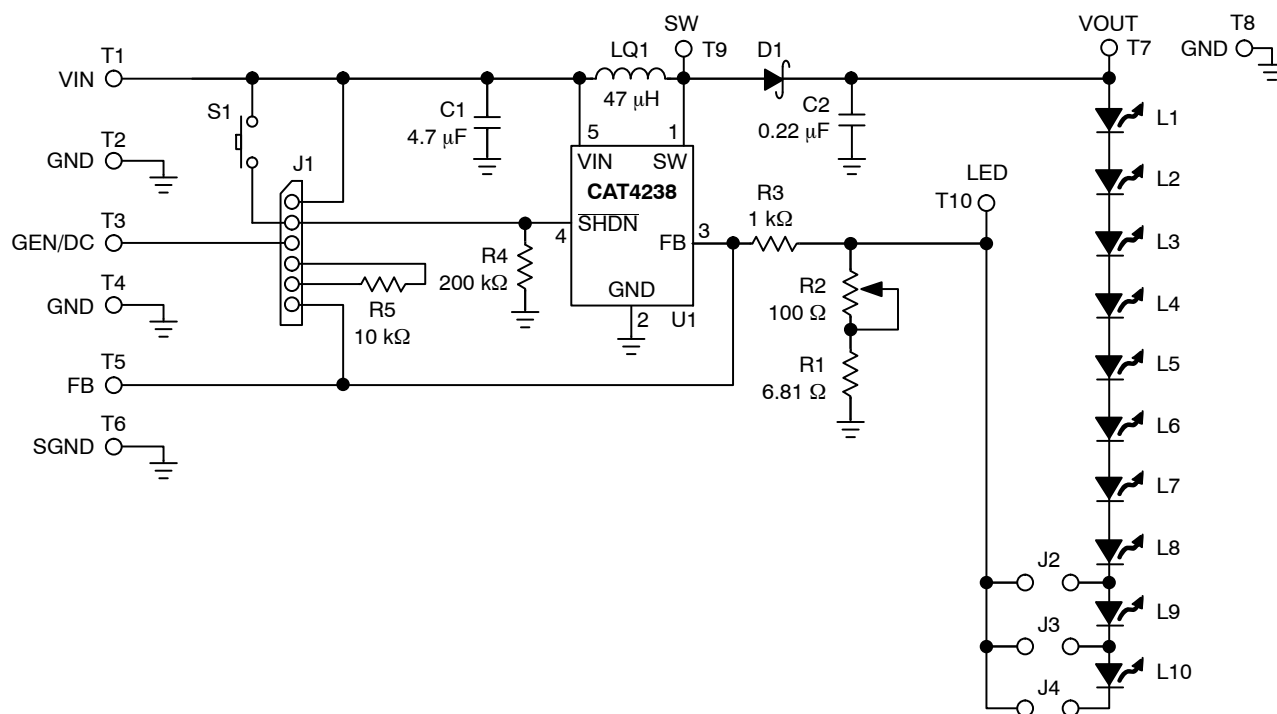 SW
T9
VOUT
T7
T8
GND
T1
VIN
LQ1
47 μH
D1
S1
C1
4.7 μF
C2
0.22 μF
L1
T2
GND
J1
5
1
VIN
SW
CAT4238
LED
T10
L2
T3
GEN/DC
4
SHDN
FB
3
R3
1 kΩ
L3
R4
200 kΩ
T4
GND
R5
10 kΩ
GND
2
U1
R2
100 Ω
L4
T5
FB
R1
6.81 Ω
L5
T6
SGND
L6
L7
L8
J2
L9
J3
L10
J4